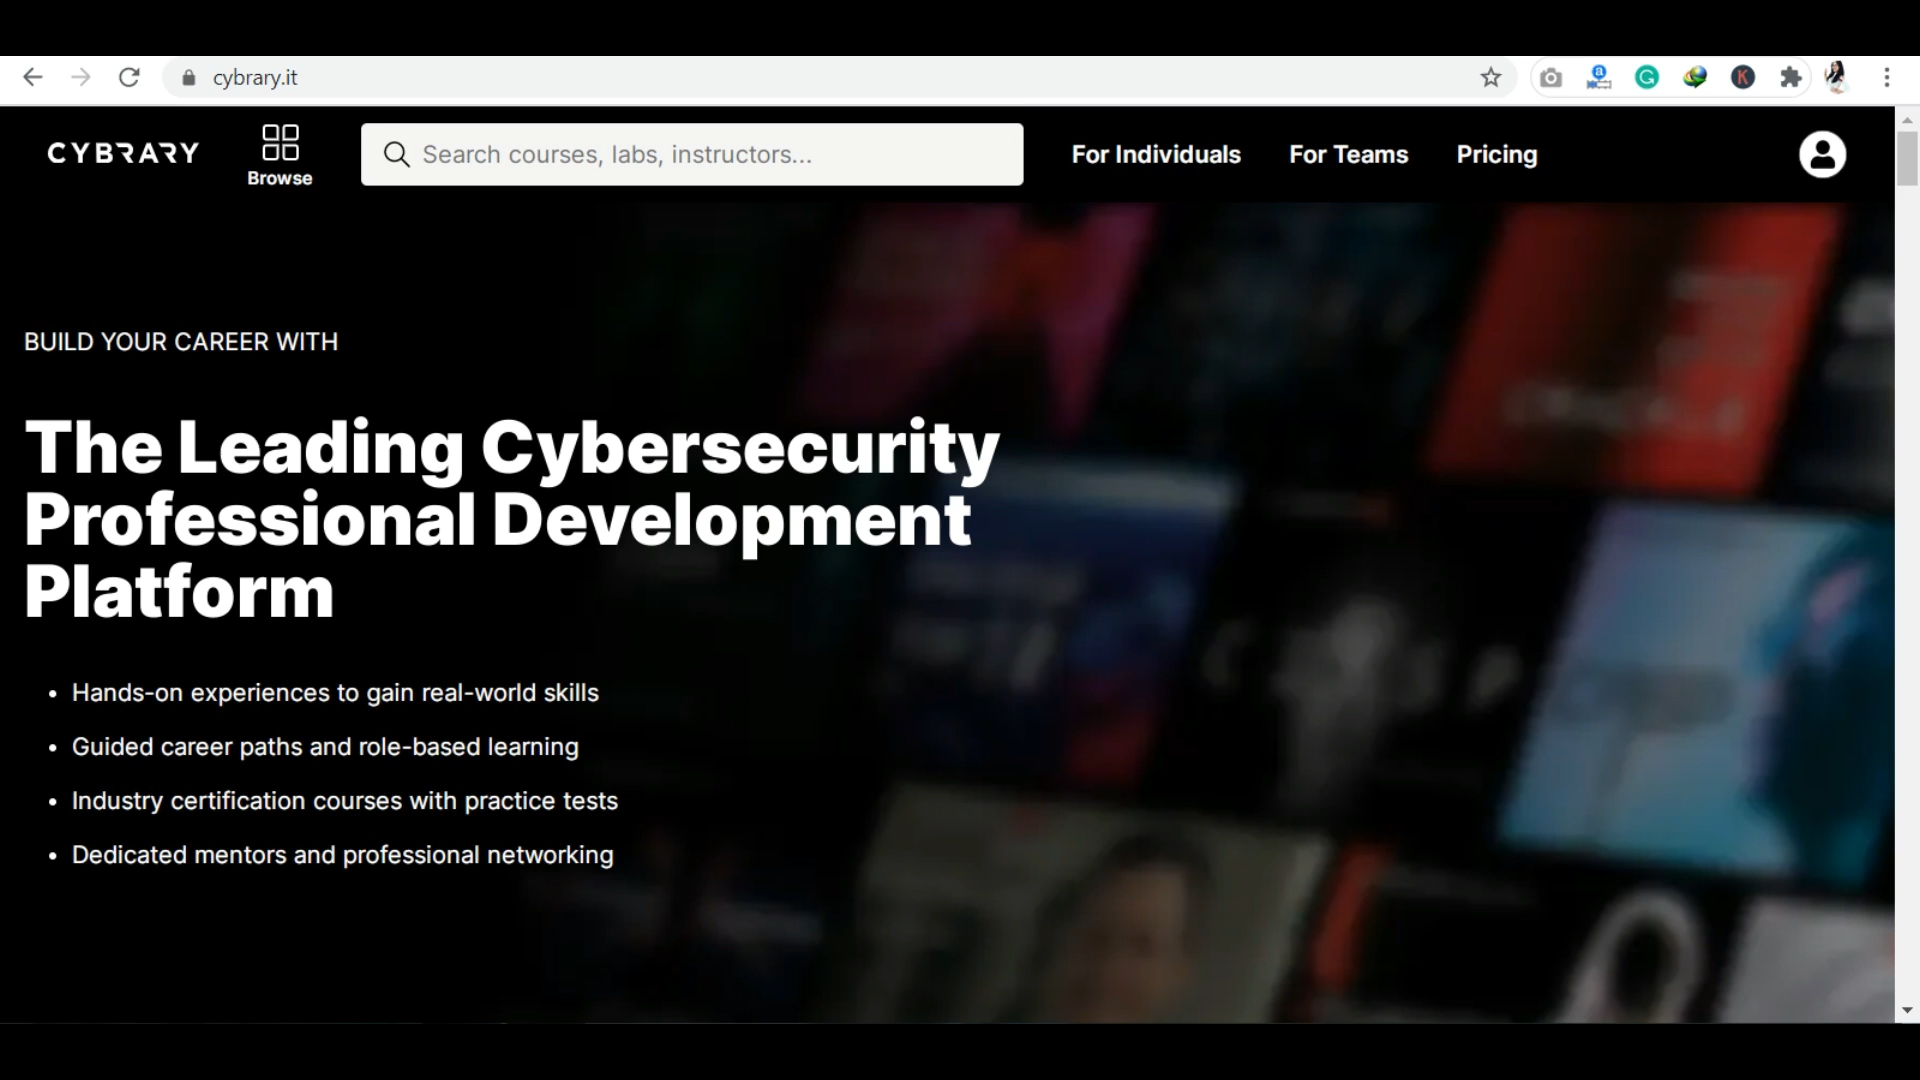 cybrary.it
CYBRARY
Browse
Search courses, labs, instructors...
For Individuals
For Teams
Pricing
BUILD YOUR CAREER WITH
The Leading Cybersecurity
Professional Development
Platform
• Hands-on experiences to gain real-world skills
• Guided career paths and role-based learning
• Industry certification courses with practice tests
• Dedicated mentors and professional networking